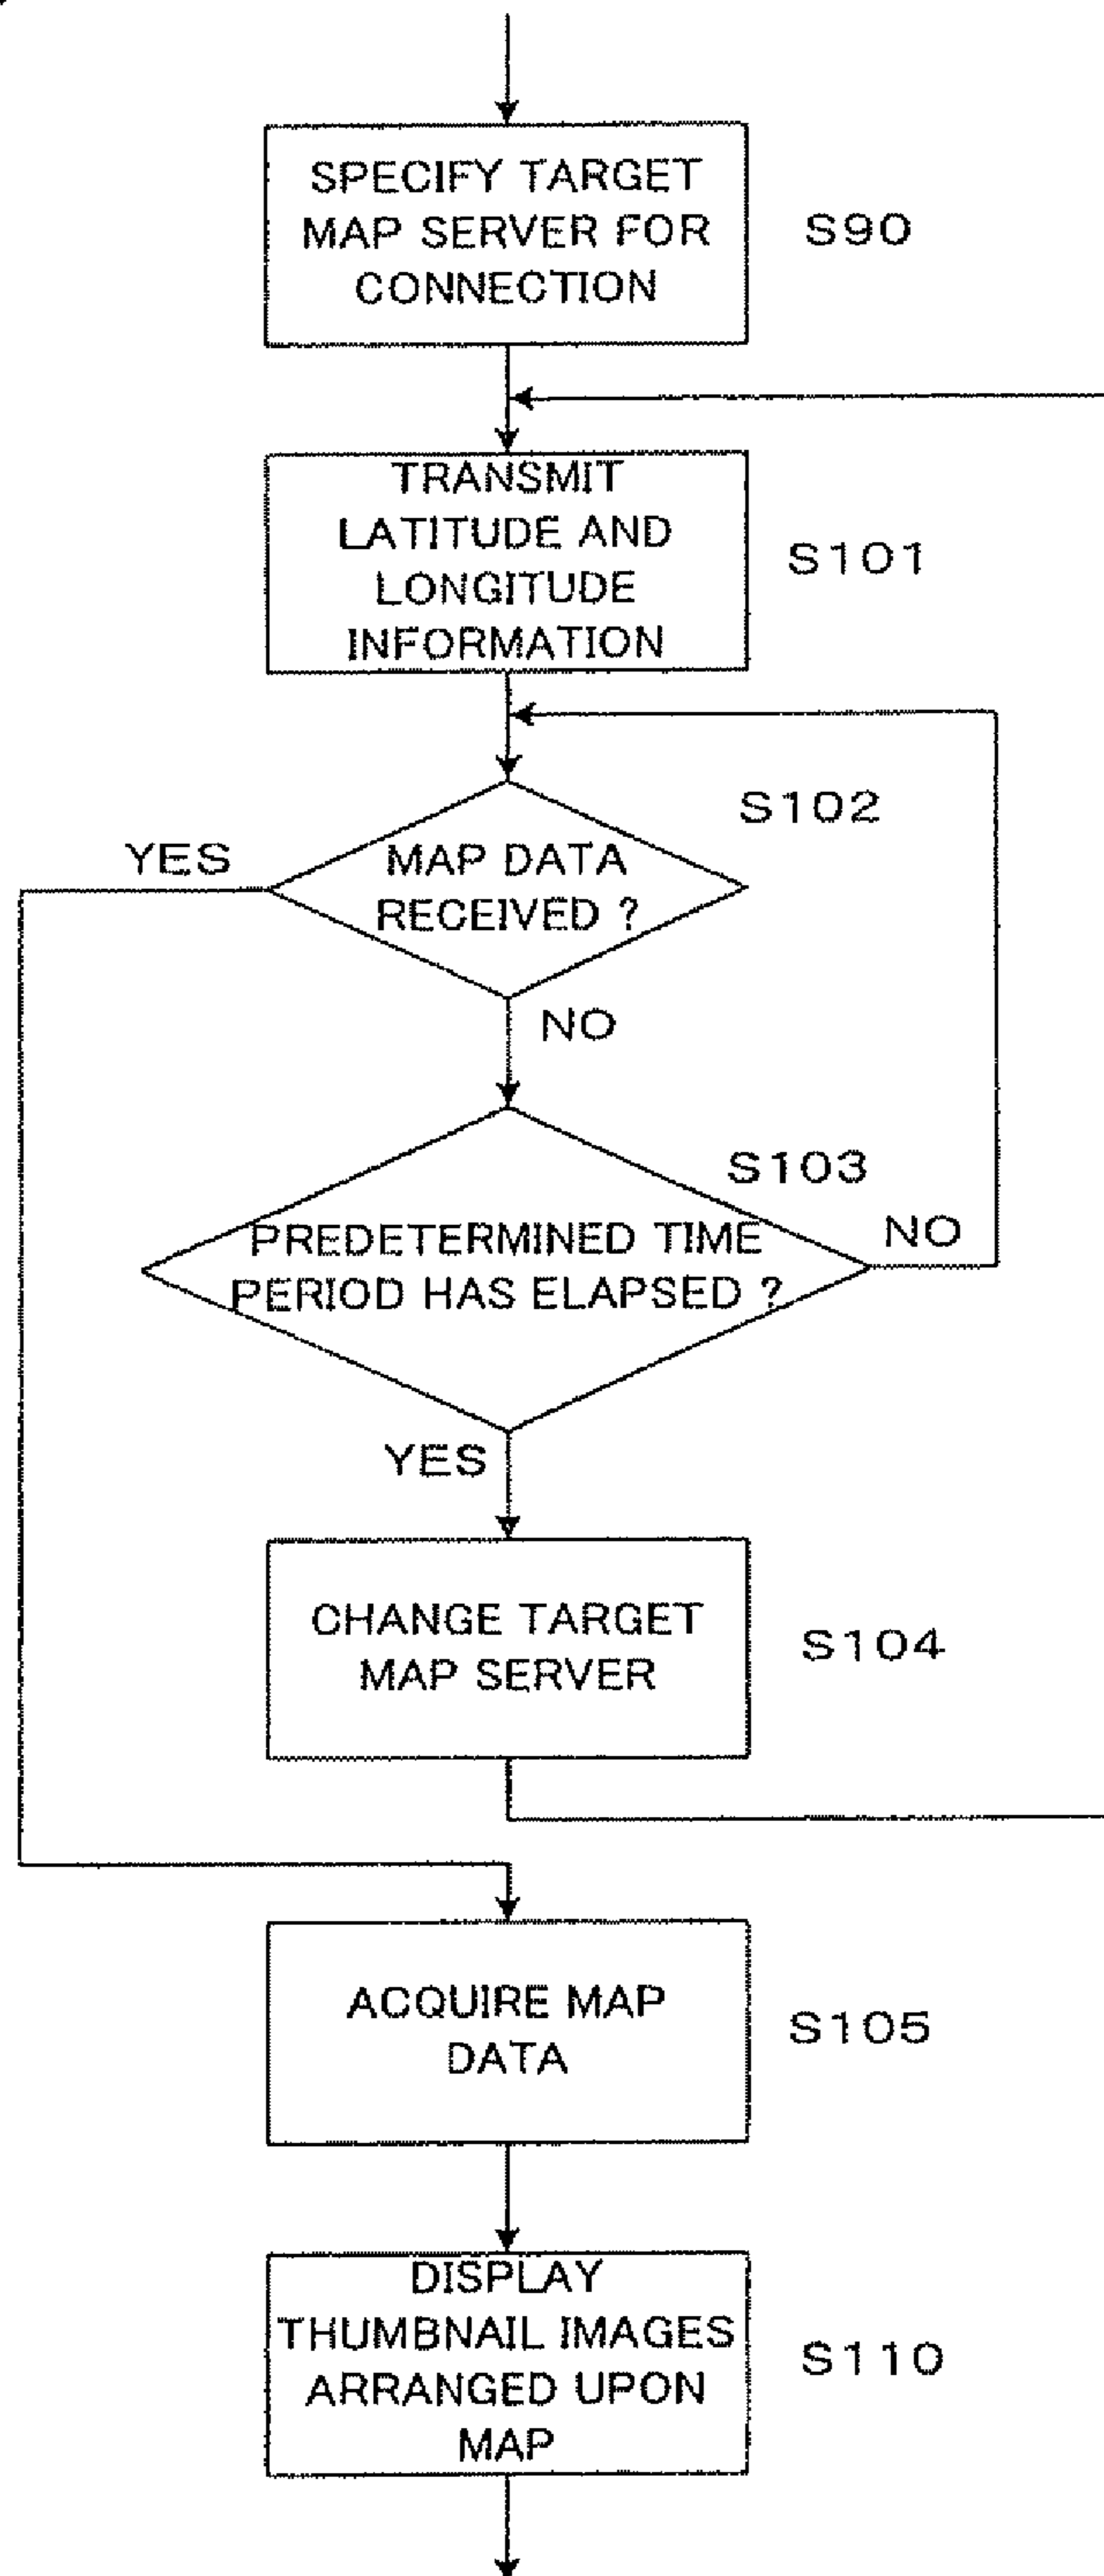 SPECIFY TARGET
MAP SERVER FOR
CONNECTION
S90
TRANSMIT
LATITUDE AND
LONGITUDE
INFORMATION
S101
S102
YES
MAP DATA
RECEIVED ?
NO
S103
PREDETERMINED TIME
PERIOD HAS ELAPSED ?
NO
YES
CHANGE TARGET
MAP SERVER
S104
ACQUIRE MAP
DATA
S105
DISPLAY
THUMBNAIL IMAGES
ARRANGED UPON
MAP
S110